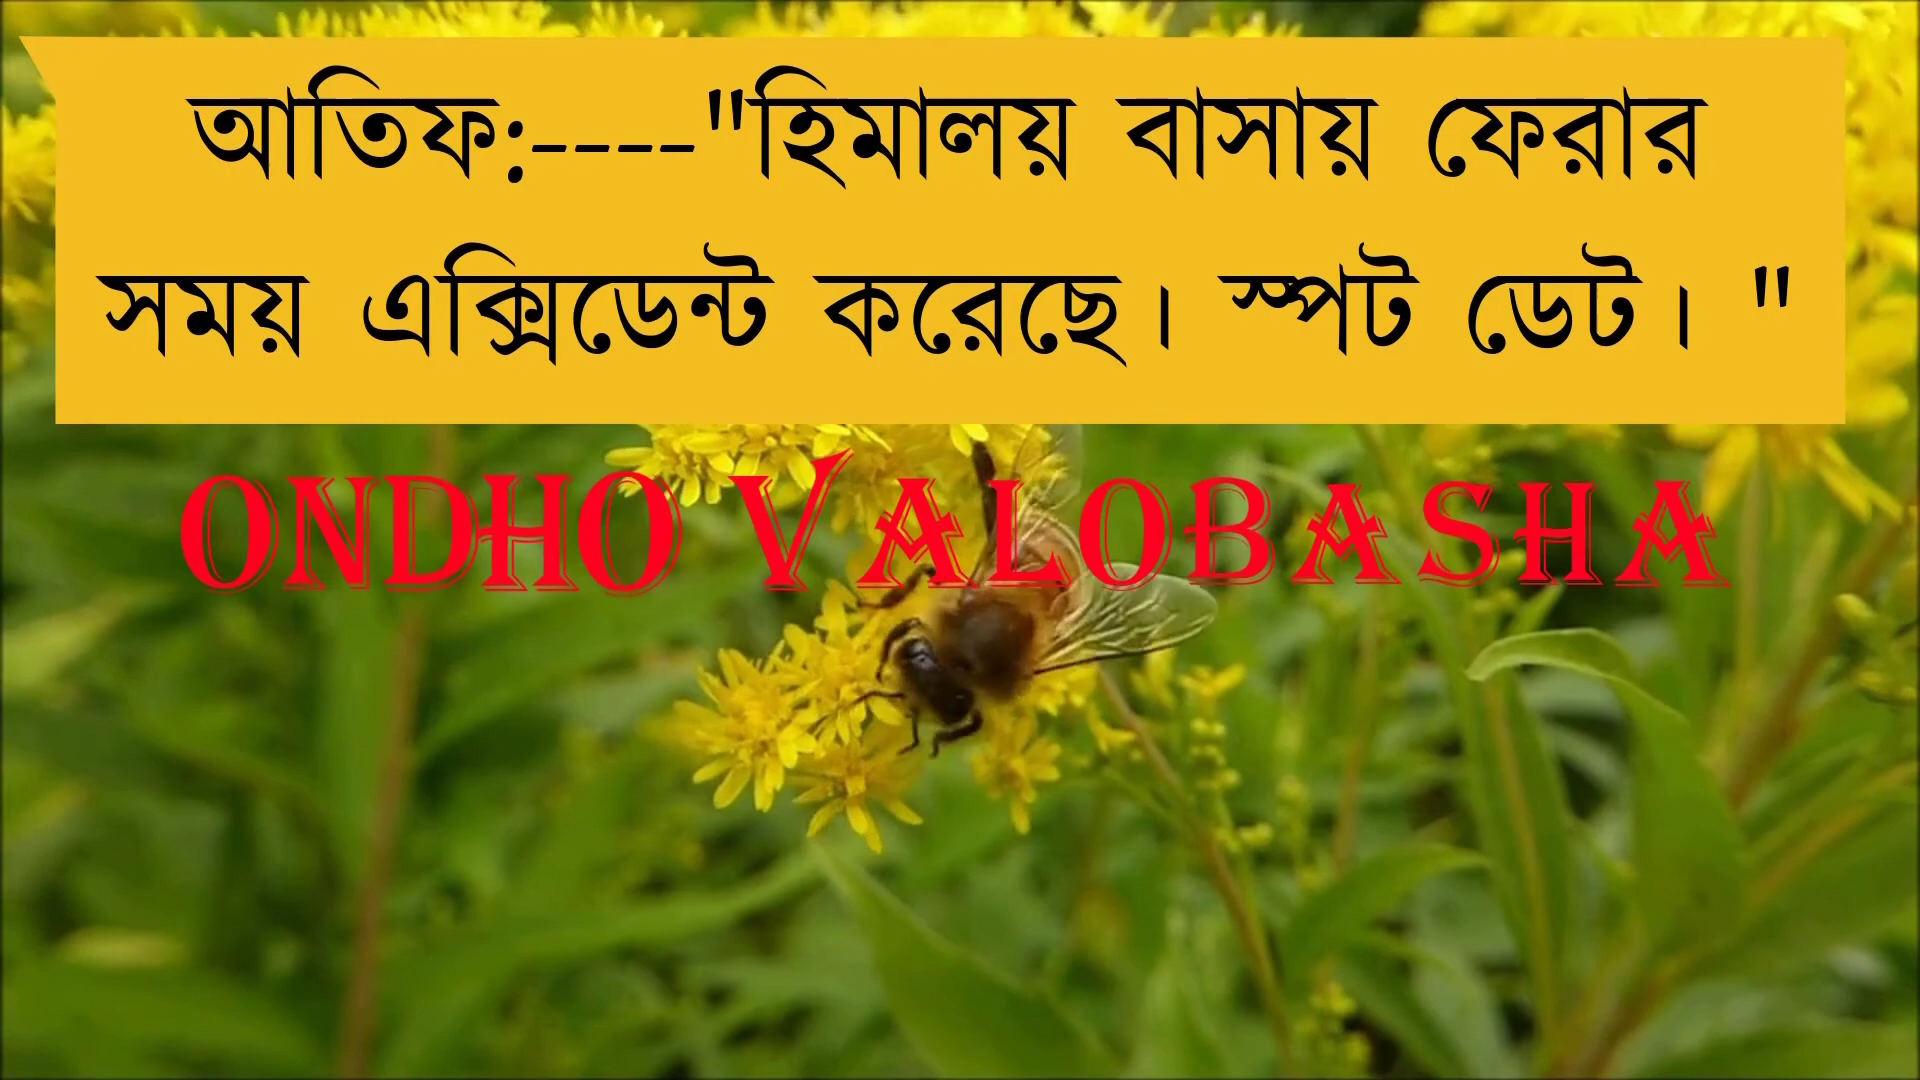 আতিফ:----"হিমালয় বাসায় ফেরার
সময় এক্সিডেন্ট করেছে। স্পট ডেট। "
ONDHO VALOBASHA